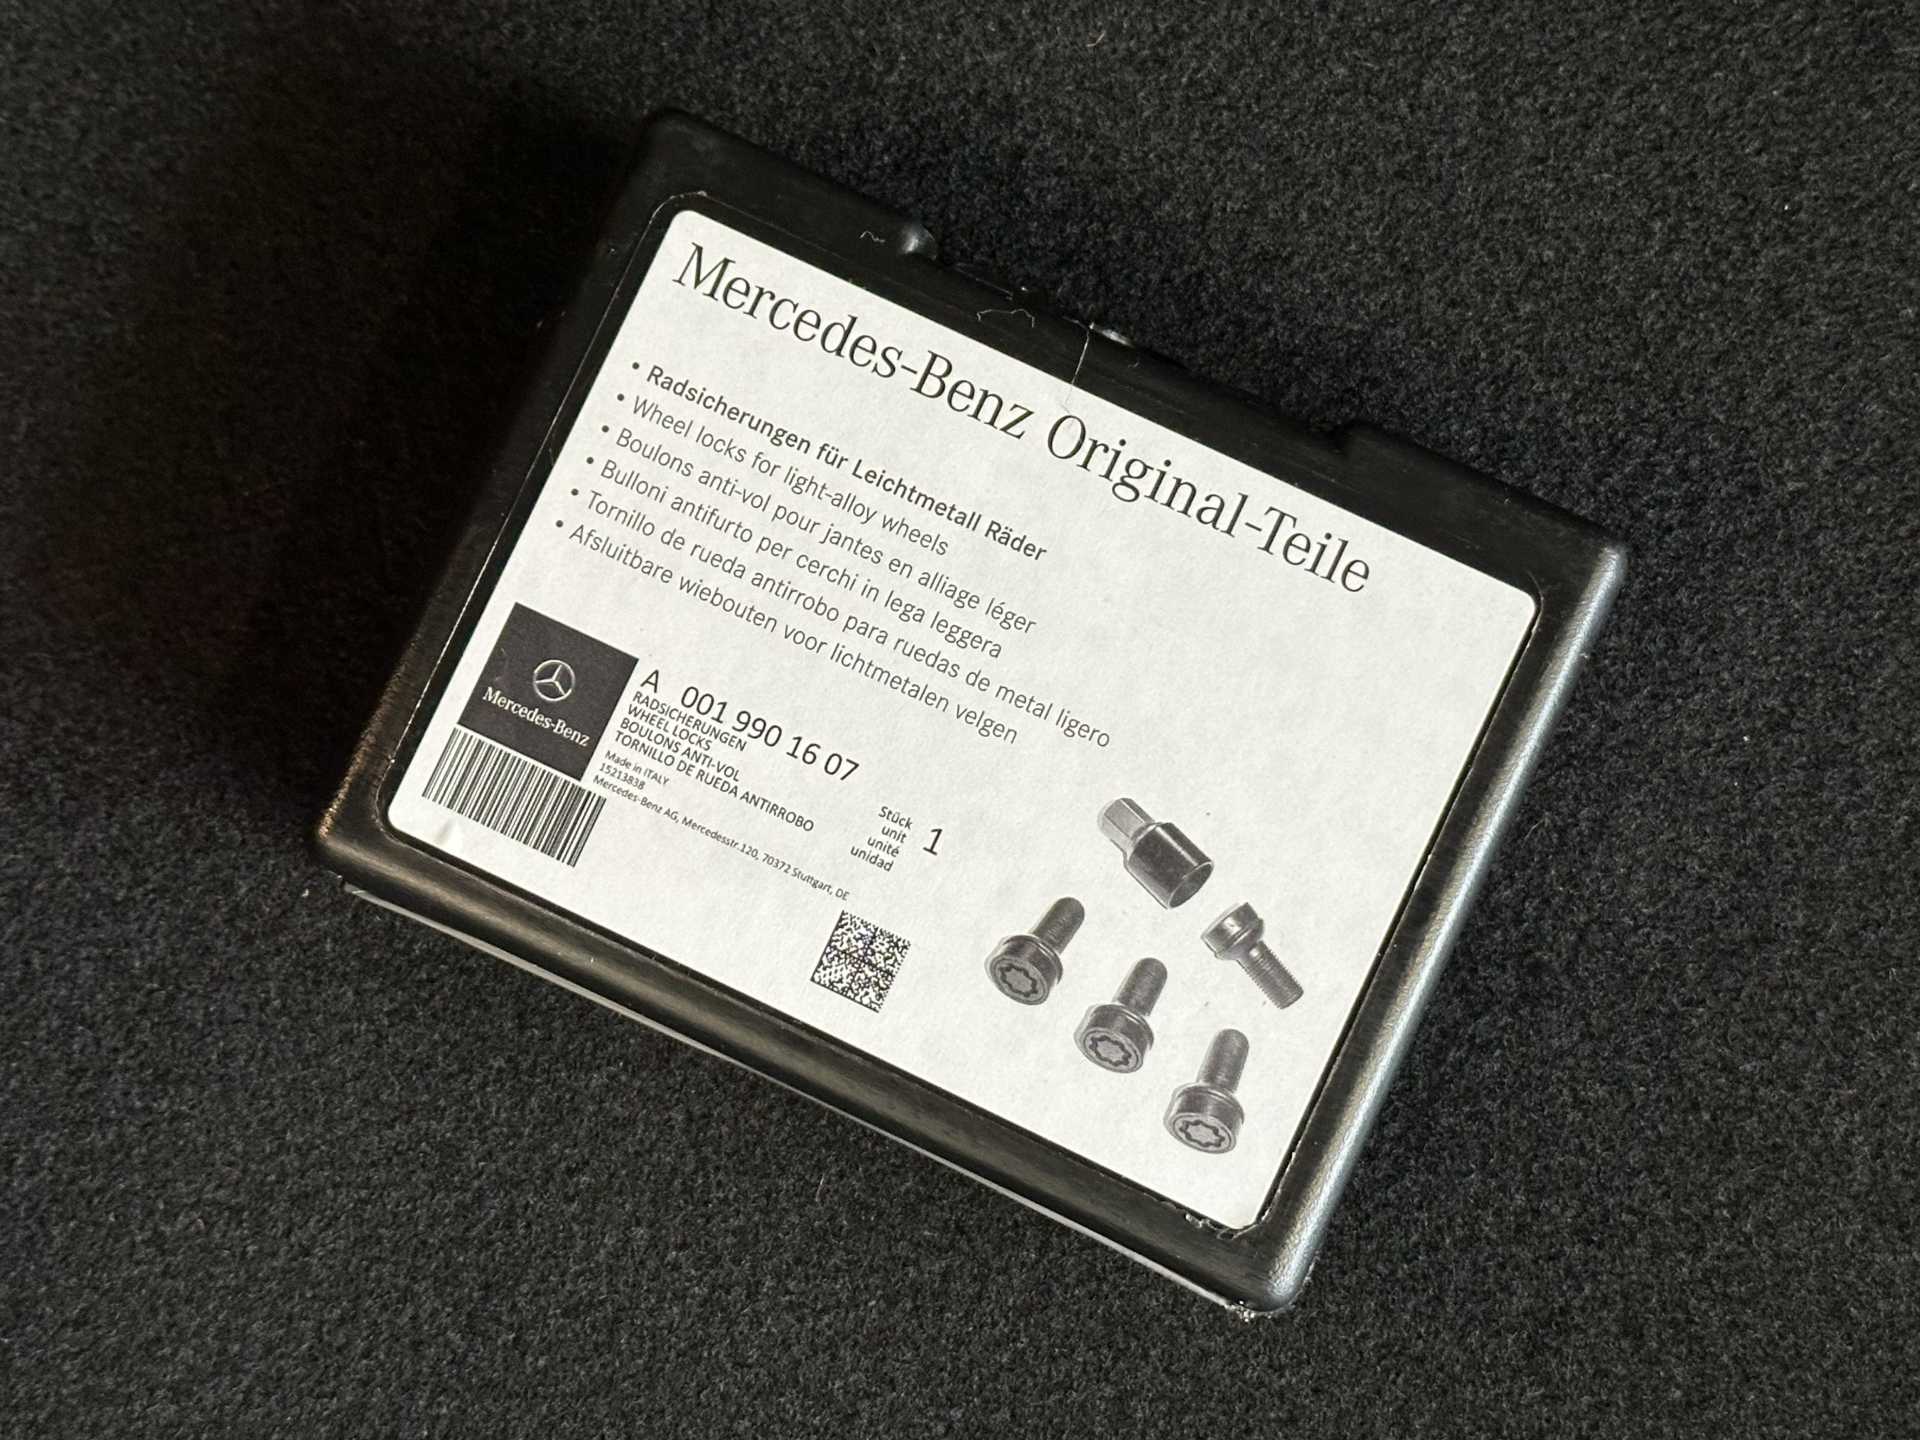 Mercedes-Benz Original-Teile
• Radsicherungen für Leichtmetall Räder
• Wheel locks for light-alloy wheels
• Boulons anti-vol pour jantes en alliage léger
• Bulloni antifurto per cerchi in lega leggera
• Tornillo de rueda antirrobo para ruedas de metal ligero
• Afsluitbare wiebouten voor lichtmetalen velgen
Mercedes-Benz
A 001 990 16 07
RADSICHERUNGEN
WHEEL LOCKS
BOULONS ANTI-VOL
TORNILLO DE RUEDA ANTIRROBO
Made in ITALY
15213838
Mercedes-Benz AG, Mercedesstr.120, 70372 Stuttgart, DE
Stück
unit
unité
unidad
1